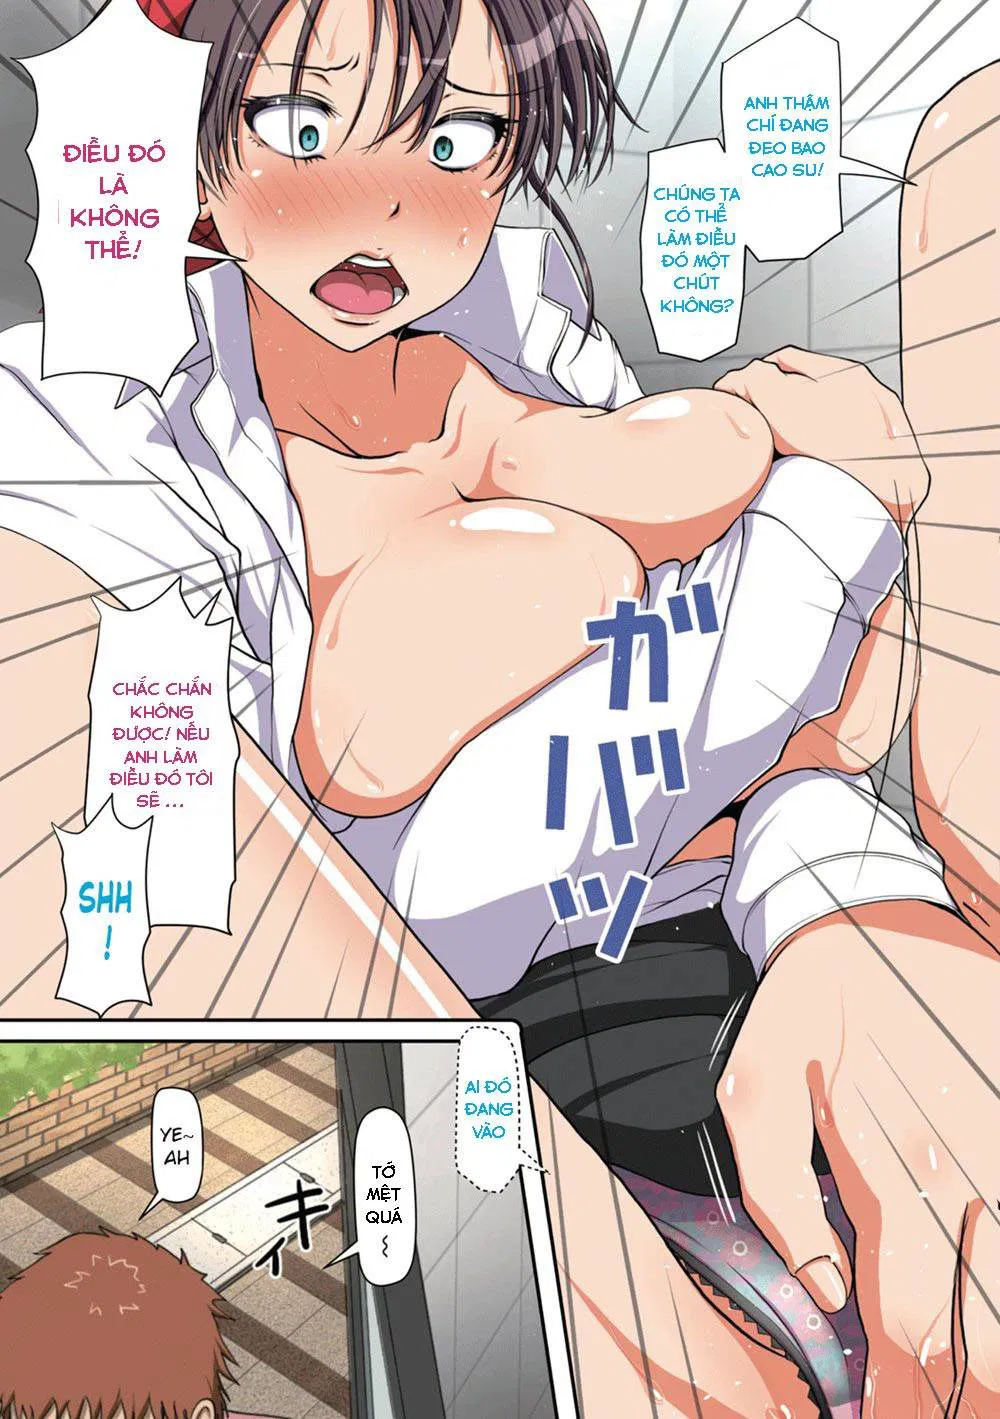 ANH THẬM
CHÍ ĐANG
ĐEO BAO
CAO SU!
CHÚNG TA
CÓ THỂ
LÀM ĐIỀU
ĐÓ MỘT
CHÚT
KHÔNG?
ĐIỀU ĐÓ
LÀ
KHÔNG
THỂ!
ガバッ
CHẮC CHẮN
KHÔNG
ĐƯỢC! NẾU
ANH LÀM
ĐIỀU ĐÓ TÔI
SẼ ...
SHH
!
AI ĐÓ
ĐANG
VÀO
TỚ
MỆT
QUÁ
~
YE~
AH
キィ